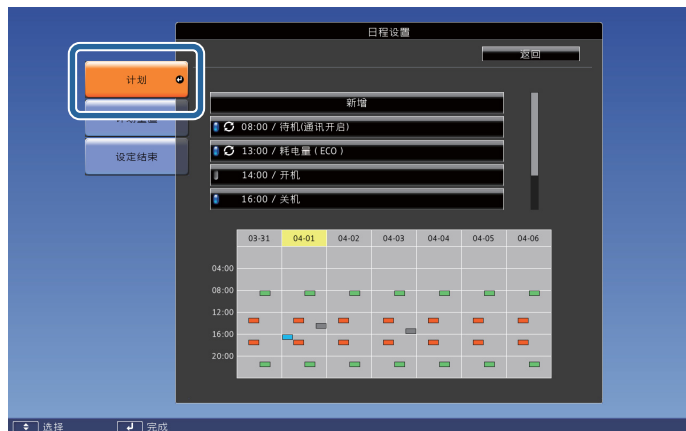 日程设置
返回
计划
新增
08:00 / 待机(通讯开启)
13:00 / 耗电量 ( ECO )
设定结束
14:00 / 开机
16:00 / 关机
03-31 04-01 04-02 04-03 04-04 04-05 04-06
04:00
08:00
12:00
16:00
20:00
选择 完成